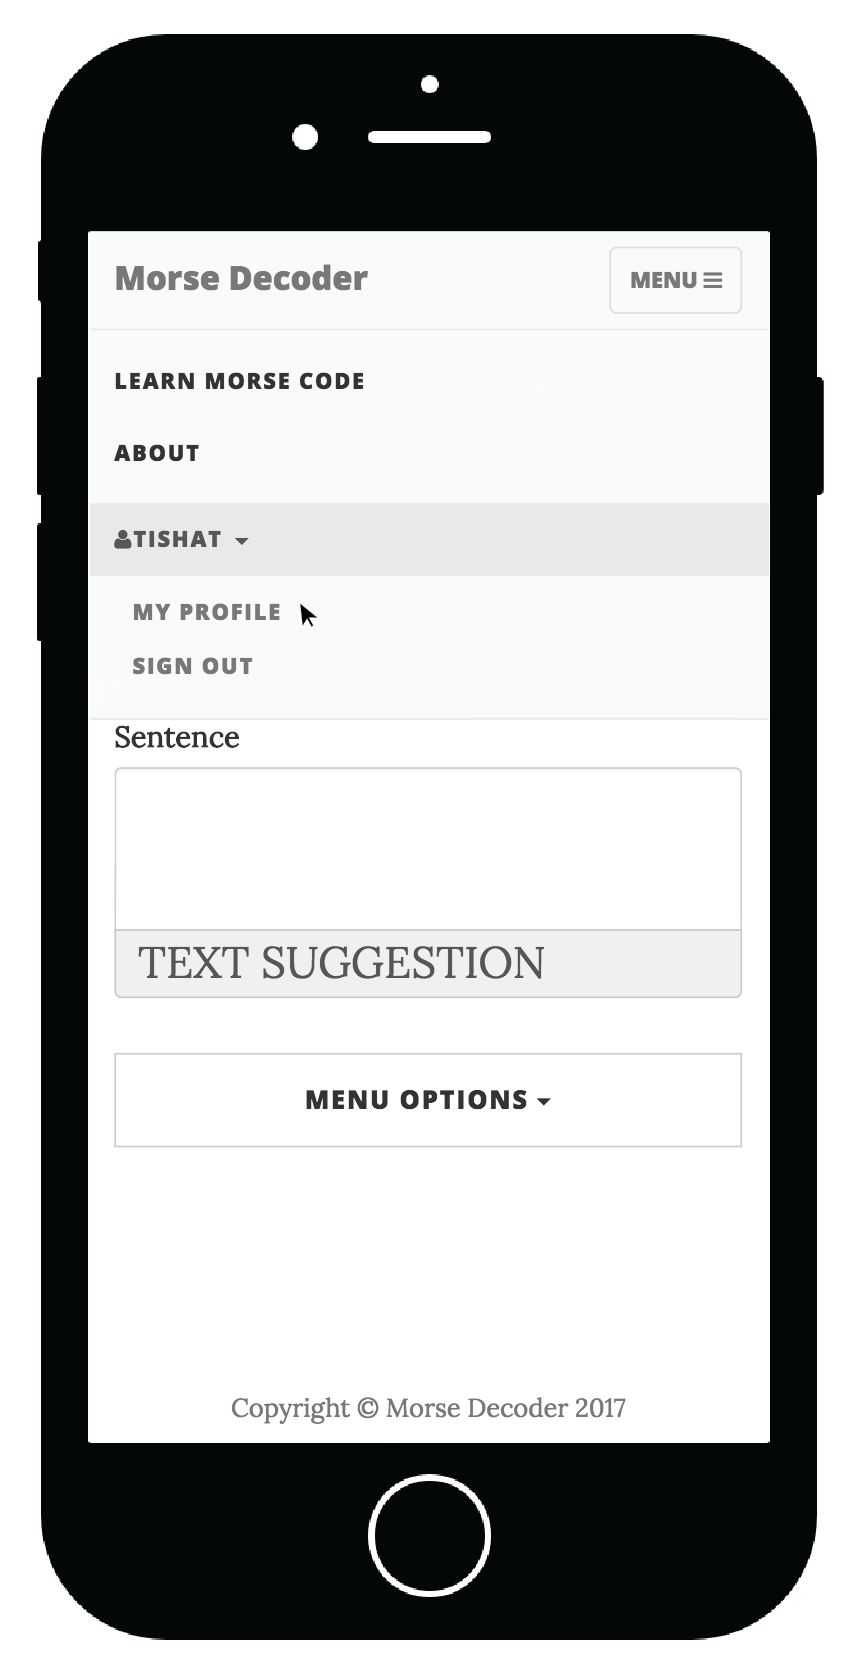 Morse Decoder
MENU
LEARN MORSE CODE
ABOUT
TISHAT
MY PROFILE
SIGN OUT
Sentence
TEXT SUGGESTION
MENU OPTIONS
Copyright © Morse Decoder 2017